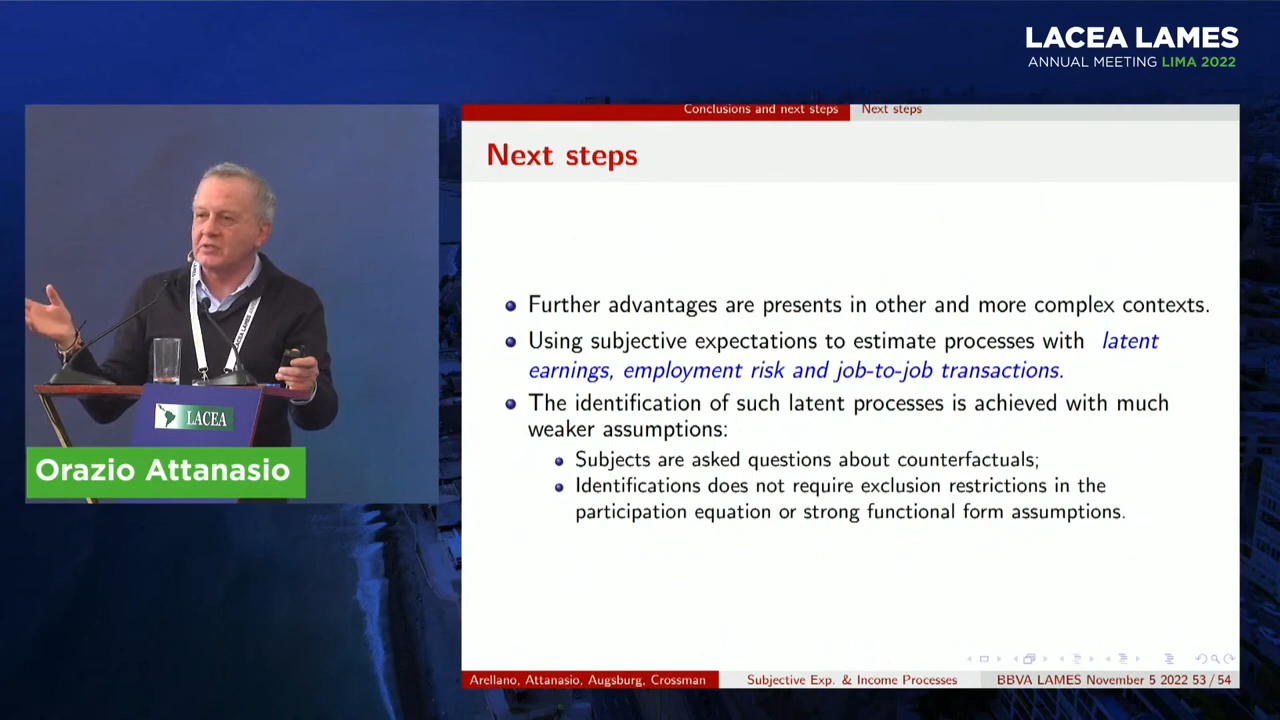 LACEA LAMES
ANNUAL MEETING LIMA 2022
Conclusions and next steps
Next steps
Next steps
Further advantages are presents in other and more complex contexts.
Using subjective expectations to estimate processes with latent
earnings, employment risk and job-to-job transactions.
The identification of such latent processes is achieved with much
weaker assumptions:
Subjects are asked questions about counterfactuals;
Identifications does not require exclusion restrictions in the
participation equation or strong functional form assumptions.
LACEA
Orazio Attanasio
Arellano, Attanasio, Augsburg, Crossman
Subjective Exp. & Income Processes
BBVA LAMES November 5 2022 53 / 54